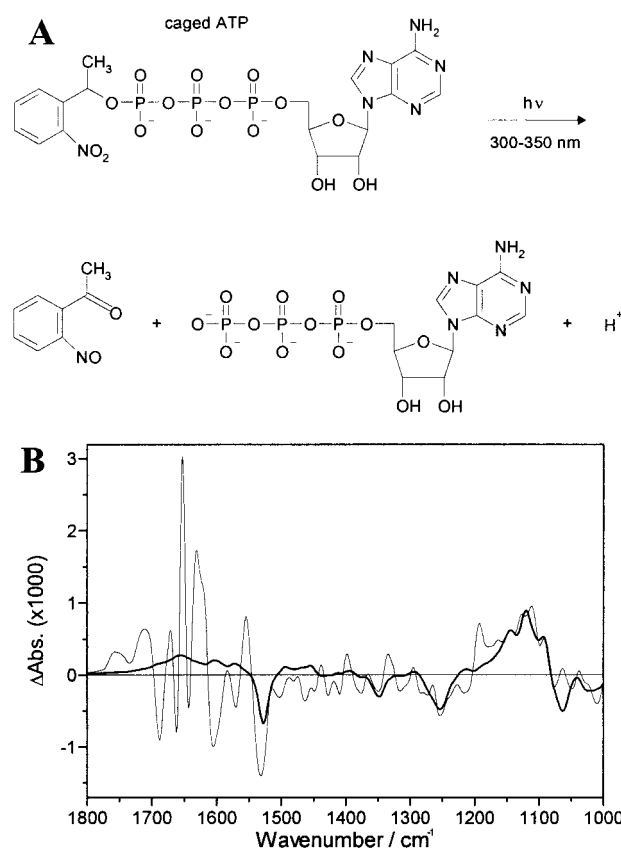 A
caged ATP
NH₂
CH₃
O O O
O P O P O P O
O⁻ O⁻ O⁻
NO₂
N N N N
O
OH OH
hν
300-350 nm
NH₂
CH₃
O
NO
+
O O O
⁻O P O P O P O
O⁻ O⁻ O⁻
N N N N
O
OH OH
+ H⁺
B
ΔAbs. (x1000)
3
2
1
0
-1
1800 1700 1600 1500 1400 1300 1200 1100 1000
Wavenumber / cm⁻¹